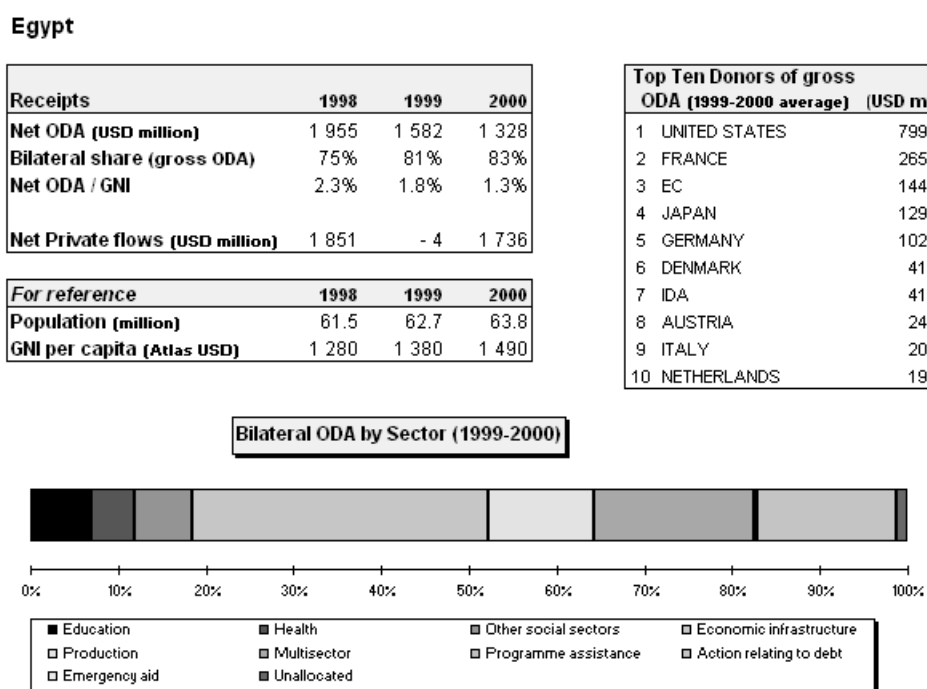 Egypt
Receipts 1998 1999 2000
Net ODA (USD million) 1 955 1 582 1 328
Bilateral share (gross ODA) 75% 81% 83%
Net ODA / GNI 2.3% 1.8% 1.3%
Net Private flows (USD million) 1 851 - 4 1 736
For reference 1998 1999 2000
Population (million) 61.5 62.7 63.8
GNI per capita (Atlas USD) 1 280 1 380 1 490
Top Ten Donors of gross
ODA (1999-2000 average) (USD m
1 UNITED STATES 799
2 FRANCE 265
3 EC 144
4 JAPAN 129
5 GERMANY 102
6 DENMARK 41
7 IDA 41
8 AUSTRIA 24
9 ITALY 20
10 NETHERLANDS 19
Bilateral ODA by Sector (1999-2000)
0% 10% 20% 30% 40% 50% 60% 70% 80% 90% 100%
Education Health Other social sectors Economic infrastructure
Production Multisector Programme assistance Action relating to debt
Emergency aid Unallocated